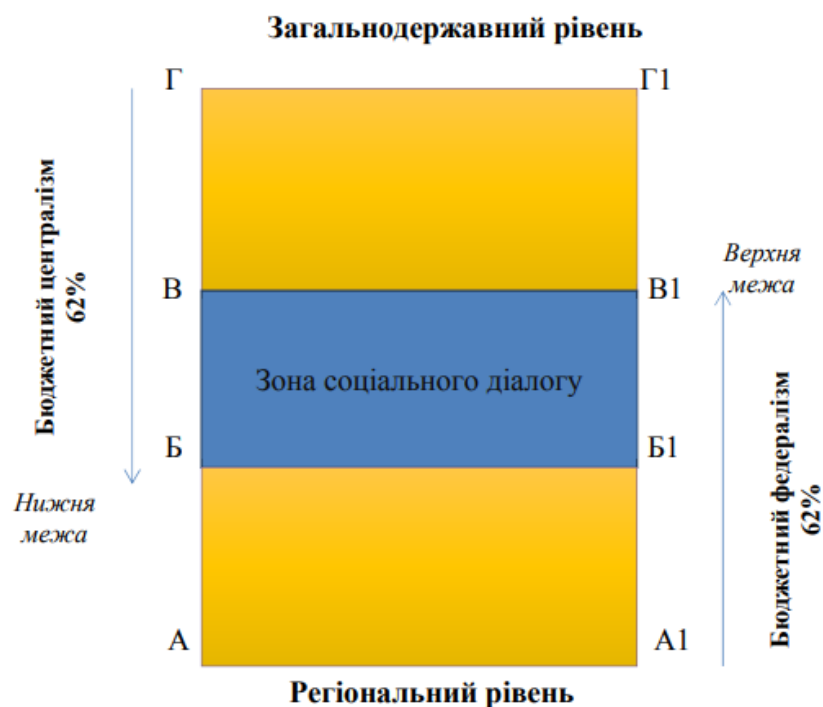 Загальнодержавний рівень
Г
Г1
Бюджетний централізм
62%
Верхня
межа
В
В1
Зона соціального діалогу
Б
Б1
Нижня
межа
Бюджетний федералізм
62%
А
А1
Регіональний рівень